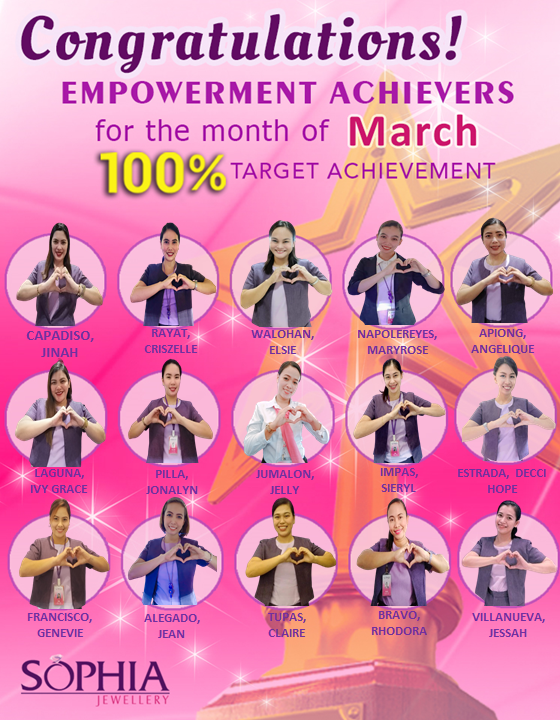 Congratulations!
EMPOWERMENT ACHIEVERS
for the month of March
100% TARGET ACHIEVEMENT
CAPADISO,
JINAH
RAYAT,
CRISZELLE
WALOHAN,
ELSIE
NAPOLEREYES,
MARYROSE
APIONG,
ANGELIQUE
LAGUNA,
IVY GRACE
PILLA,
JONALYN
JUMALON,
JELLY
IMPAS,
SIERYL
ESTRADA, DECCI
HOPE
FRANCISCO,
GENEVIE
ALEGADO,
JEAN
TUPAS,
CLAIRE
BRAVO,
RHODORA
VILLANUEVA,
JESSAH
SOPHIA
JEWELLERY